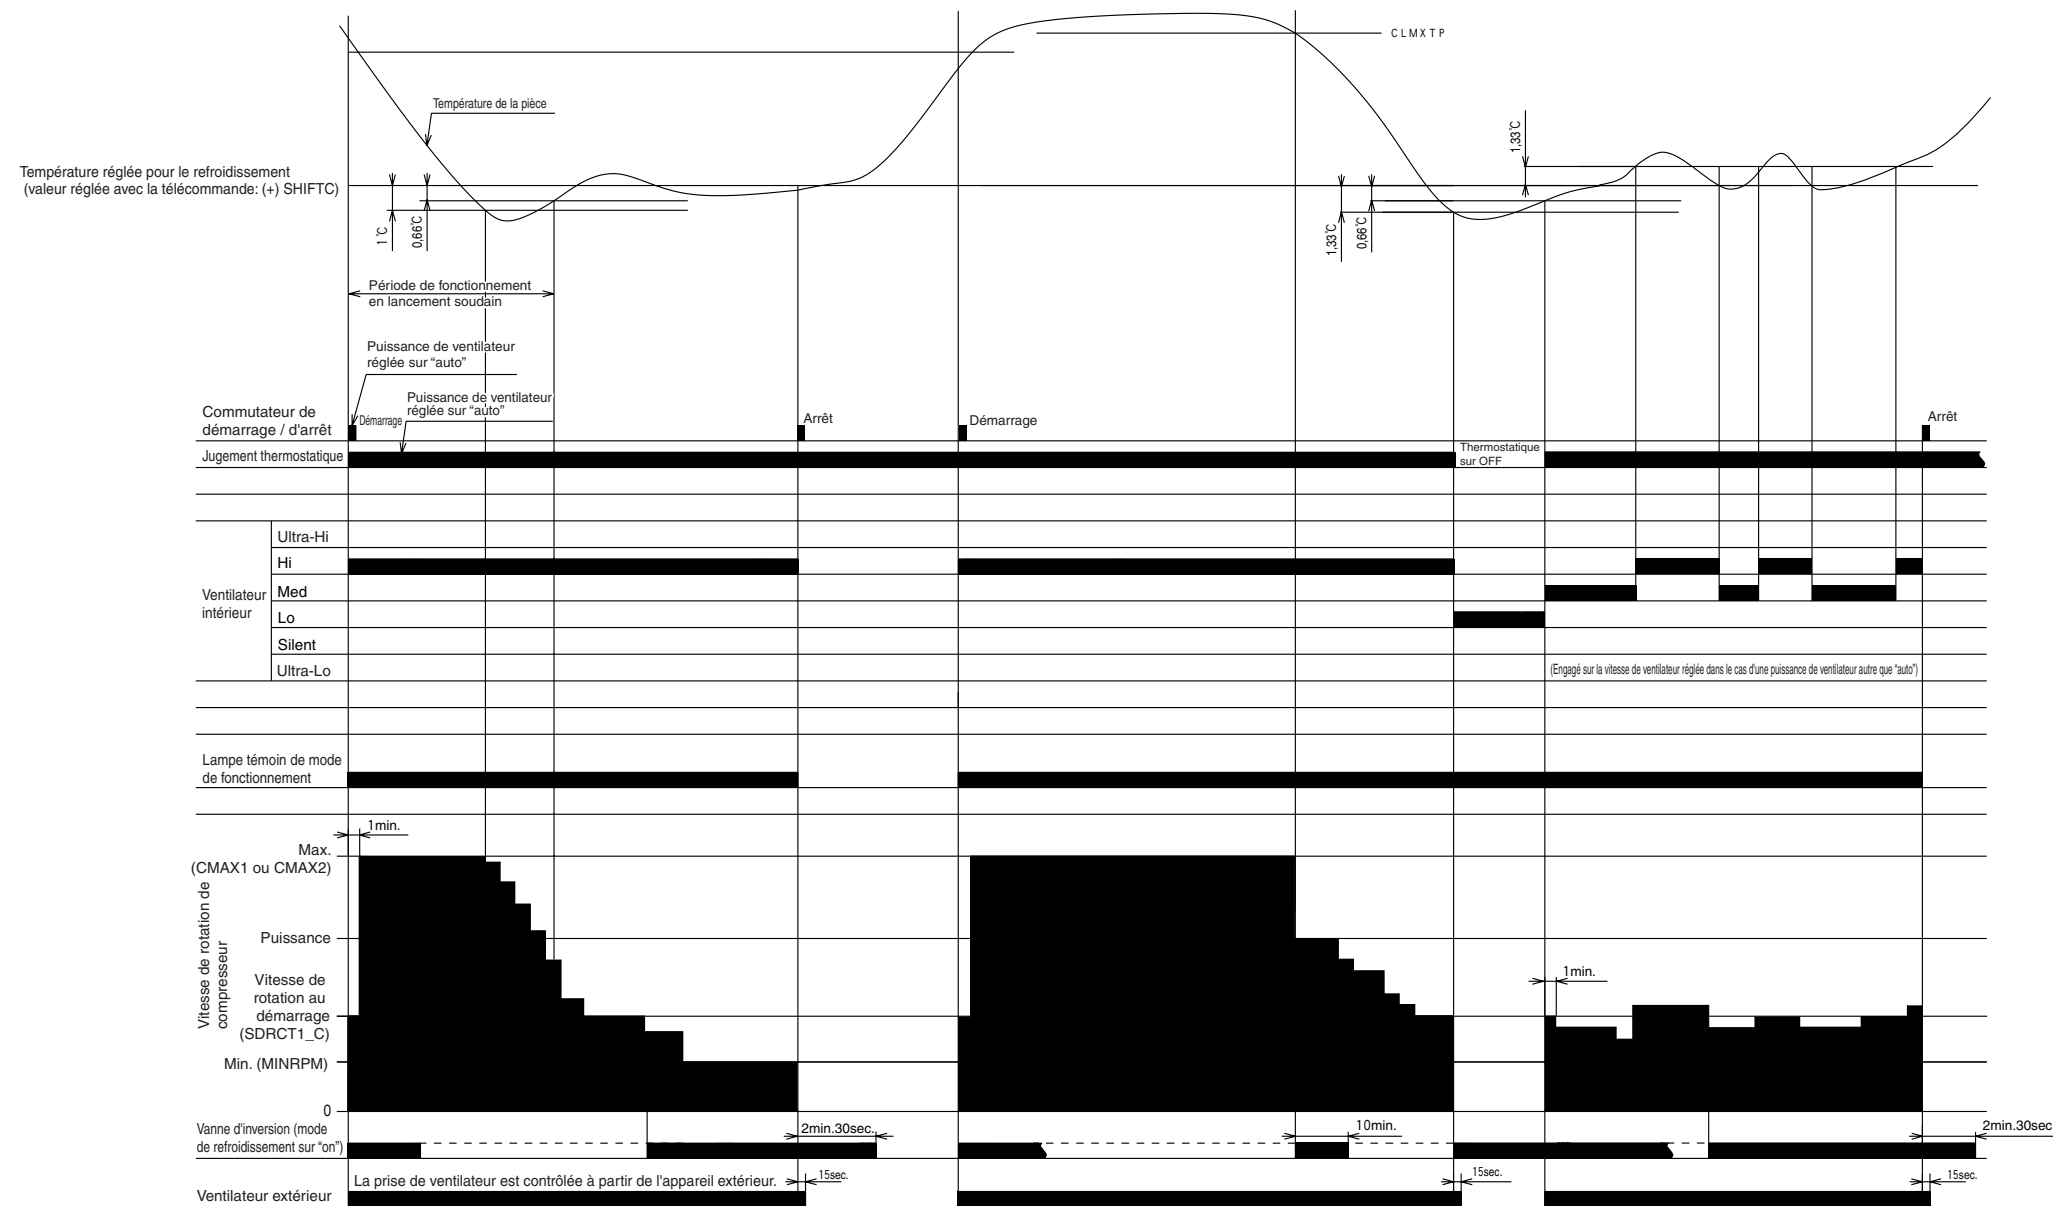 CLMXTP
Température de la pièce
1,33°C
Température réglée pour le refroidissement
(valeur réglée avec la télécommande: (+) SHIFTC)
1°C
0,66°C
1,33°C
0,66°C
Période de fonctionnement
en lancement soudain
Puissance de ventilateur
réglée sur “auto”
Puissance de ventilateur
réglée sur “auto”
Commutateur de
démarrage / d'arrêt
Démarrage
Arrêt
Démarrage
Arrêt
Jugement thermostatique
Thermostatique
sur OFF
Ventilateur
intérieur
Ultra-Hi
Hi
Med
Lo
Silent
Ultra-Lo
(Engagé sur la vitesse de ventilateur réglée dans le cas d'une puissance de ventilateur autre que “auto”)
Lampe témoin de mode
de fonctionnement
1min.
Vitesse de rotation de
compresseur
Max.
(CMAX1 ou CMAX2)
Puissance
Vitesse de
rotation au
démarrage
(SDRCT1_C)
1min.
Min. (MINRPM)
0
Vanne d'inversion (mode
de refroidissement sur “on”)
2min.30sec.
10min.
2min.30sec
Ventilateur extérieur
La prise de ventilateur est contrôlée à partir de l'appareil extérieur.
15sec.
15sec.
15sec.